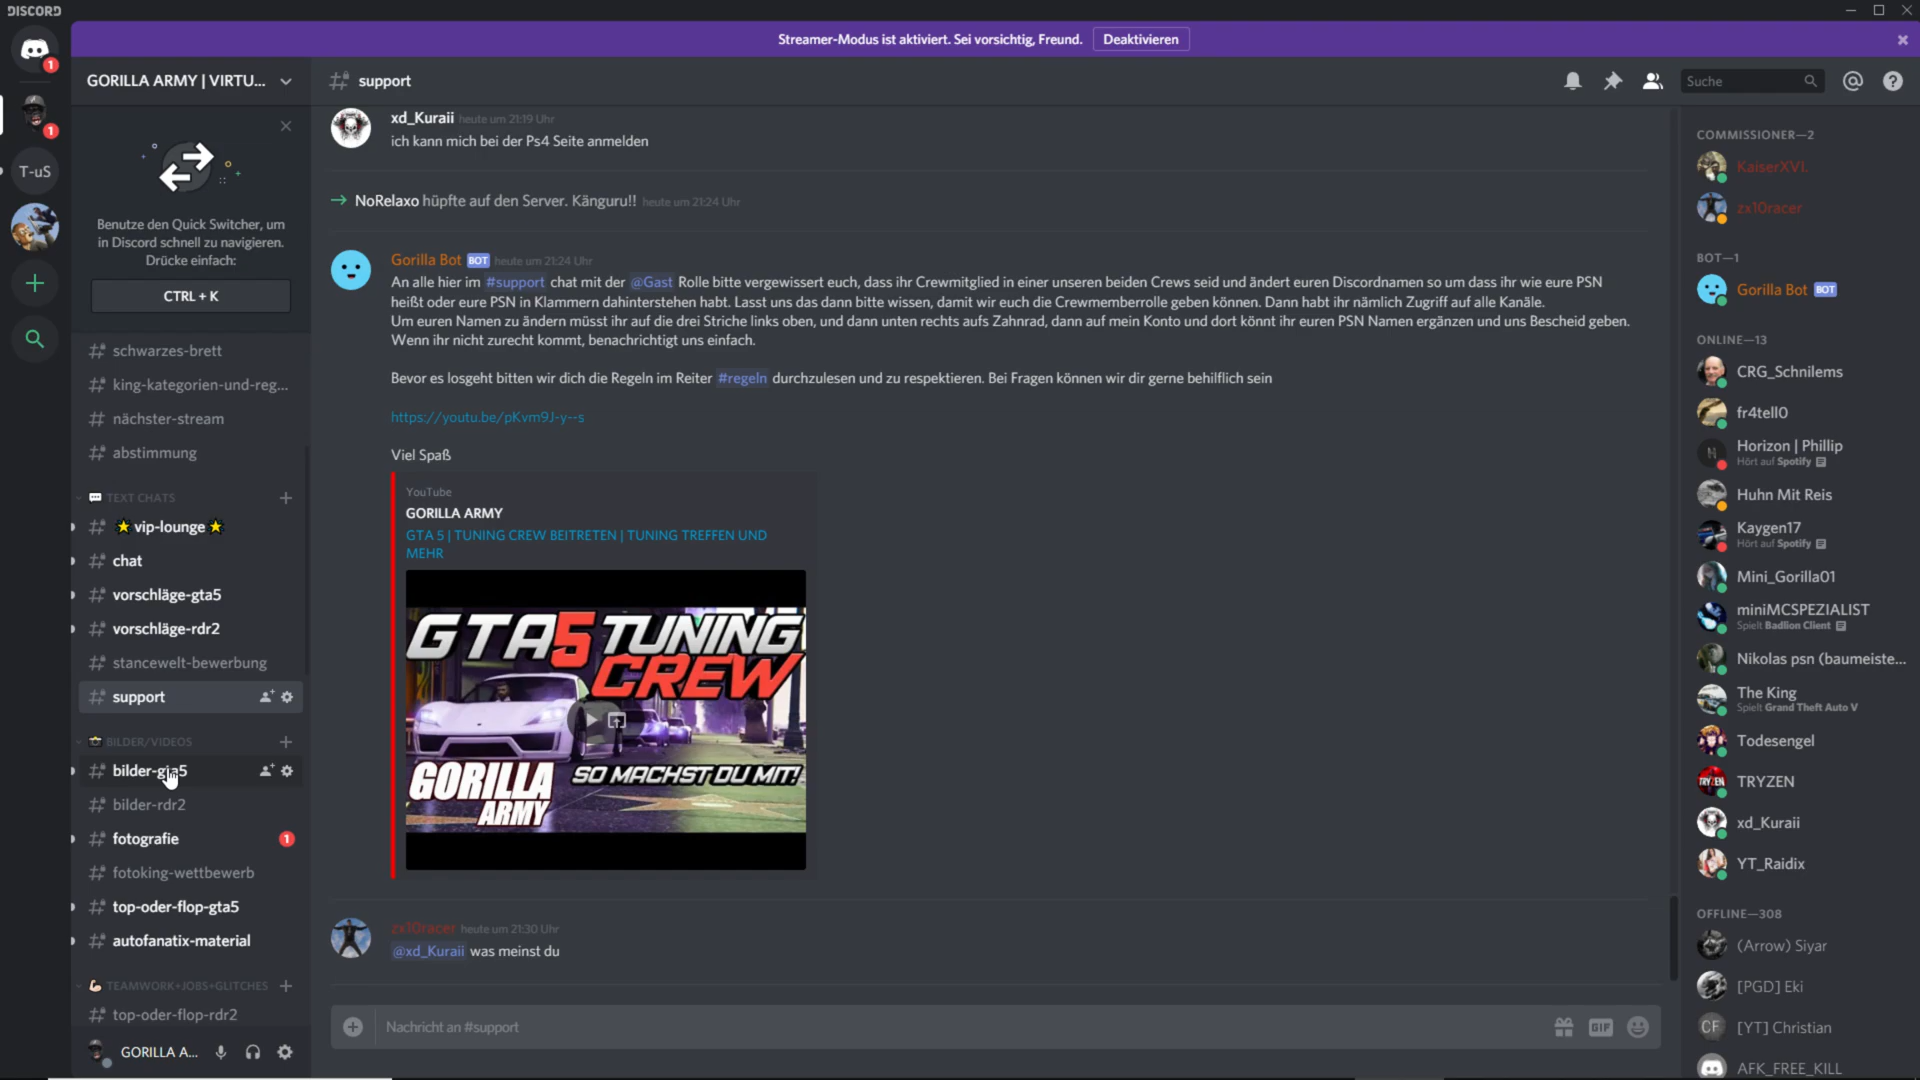 DISCORD
Streamer-Modus ist aktiviert. Sei vorsichtig, Freund. Deaktivieren
1
GORILLA ARMY | VIRTU...
support
Suche
1
T-uS
Benutze den Quick Switcher, um
in Discord schnell zu navigieren.
Drücke einfach:
CTRL + K
# schwarzes-brett
# king-kategorien-und-reg...
# nächster-stream
# abstimmung
TEXT CHATS
vip-lounge
chat
vorschläge-gta5
vorschläge-rdr2
stancewelt-bewerbung
support
BILDER/VIDEOS
bilder-gta5
bilder-rdr2
fotografie 1
fotoking-wettbewerb
top-oder-flop-gta5
autofanatix-material
TEAMWORK+JOBS+GLITCHES
top-oder-flop-rdr2
GORILLA A...
xd_Kuraii heute um 21:19 Uhr
ich kann mich bei der Ps4 Seite anmelden
NoRelaxo hüpfte auf den Server. Känguru!! heute um 21:24 Uhr
Gorilla Bot BOT heute um 21:24 Uhr
An alle hier im #support chat mit der @Gast Rolle bitte vergewissert euch, dass ihr Crewmitglied in einer unseren beiden Crews seid und ändert euren Discordnamen so um dass ihr wie eure PSN
heißt oder eure PSN in Klammern dahinterstehen habt. Lasst uns das dann bitte wissen, damit wir euch die Crewmemberrolle geben können. Dann habt ihr nämlich Zugriff auf alle Kanäle.
Um euren Namen zu ändern müsst ihr auf die drei Striche links oben, und dann unten rechts aufs Zahnrad, dann auf mein Konto und dort könnt ihr euren PSN Namen ergänzen und uns Bescheid geben.
Wenn ihr nicht zurecht kommt, benachrichtigt uns einfach.
Bevor es losgeht bitten wir dich die Regeln im Reiter #regeln durchzulesen und zu respektieren. Bei Fragen können wir dir gerne behilflich sein
https://youtu.be/pKvm9J-y--s
Viel Spaß
YouTube
GORILLA ARMY
GTA 5 | TUNING CREW BEITRETEN | TUNING TREFFEN UND
MEHR
GTA5 TUNING
CREW
GORILLA
ARMY
SO MACHST DU MIT!
zx10racer heute um 21:30 Uhr
@xd_Kuraii was meinst du
Nachricht an #support
GIF
COMMISSIONER—2
KaiserXVI.
zx10racer
BOT—1
Gorilla Bot BOT
ONLINE—13
CRG_Schnilems
fr4tell0
Horizon | Phillip
Hört auf Spotify
Huhn Mit Reis
Kaygen17
Hört auf Spotify
Mini_Gorilla01
miniMCSPEZIALIST
Spielt Badlion Client
Nikolas psn (baumeiste...
The King
Spielt Grand Theft Auto V
Todesengel
TRYZEN
xd_Kuraii
YT_Raidix
OFFLINE—308
(Arrow) Siyar
[PGD] Eki
CF [YT] Christian
AFK_FREE_KILL